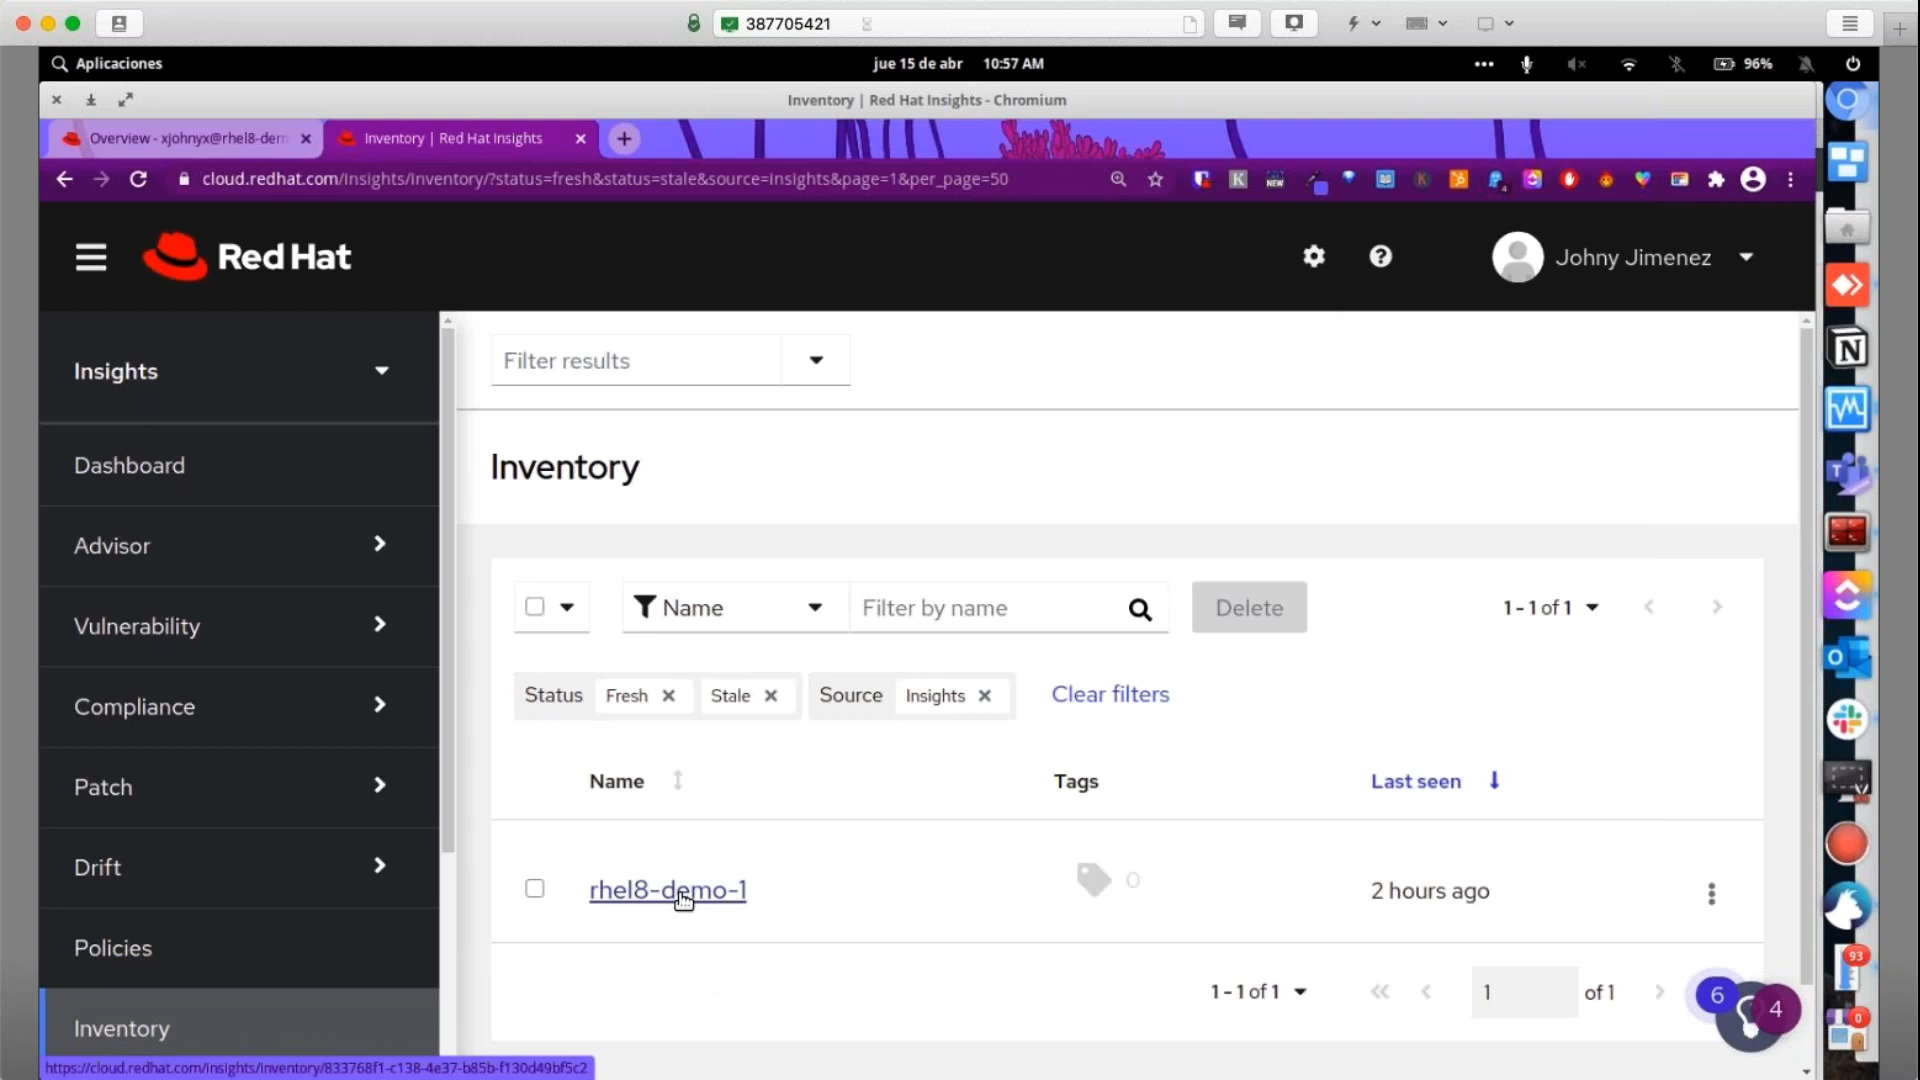 387705421
Aplicaciones
jue 15 de abr 10:57 AM
96%
Inventory | Red Hat Insights - Chromium
Overview - xjohnyx@rhel8-dem
Inventory | Red Hat Insights
cloud.redhat.com/insights/inventory/?status=fresh&status=stale&source=insights&page=1&per_page=50
K
NEW
K
4
Red Hat
Johny Jimenez
Insights
Filter results
Dashboard
Inventory
Advisor
Name
Filter by name
Delete
1 - 1 of 1
Vulnerability
Status
Fresh
Stale
Source
Insights
Clear filters
Compliance
Patch
Name
Tags
Last seen
Drift
rhel8-demo-1
0
2 hours ago
Policies
1 - 1 of 1
1
of 1
6
4
93
0
Inventory
https://cloud.redhat.com/insights/inventory/833768f1-c138-4e37-b85b-f130d49bf5c2